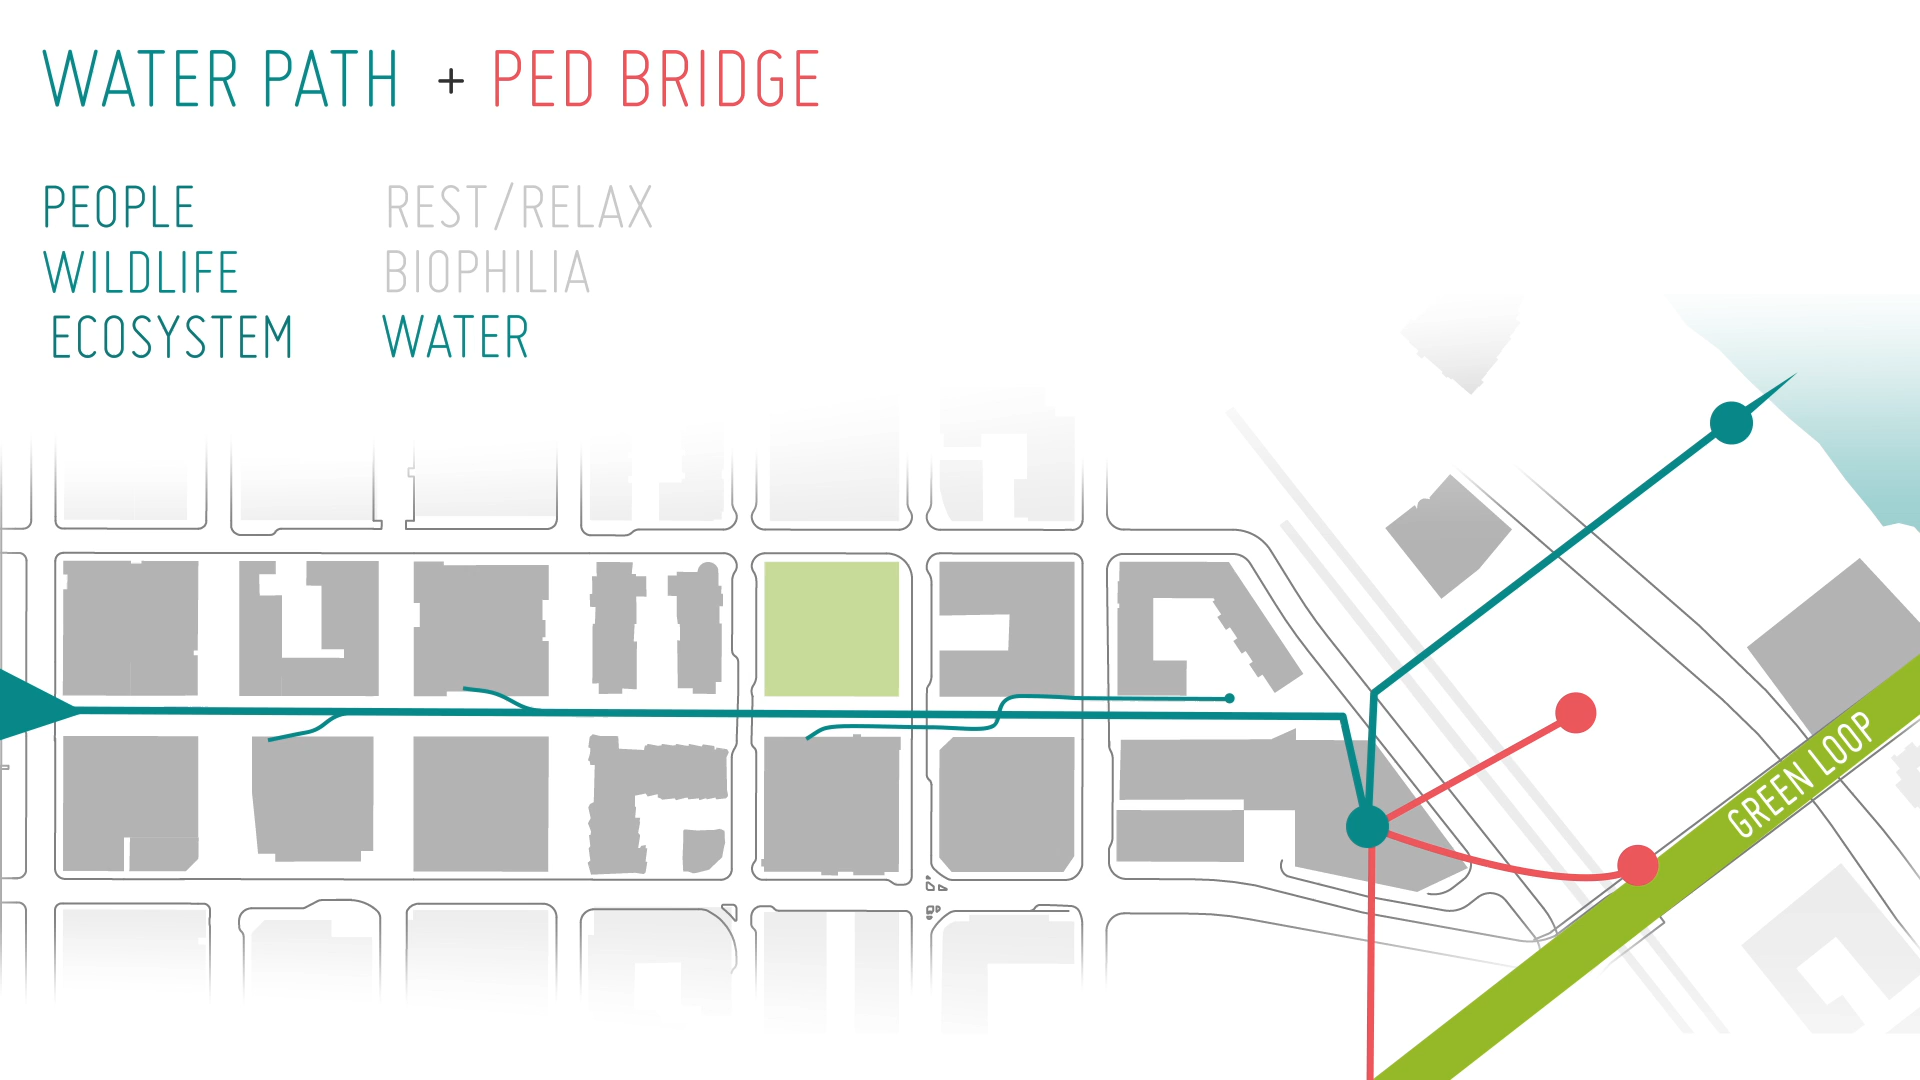 WATER PATH + PED BRIDGE
PEOPLE
WILDLIFE
ECOSYSTEM
REST/RELAX
BIOPHILIA
WATER
GREEN LOOP